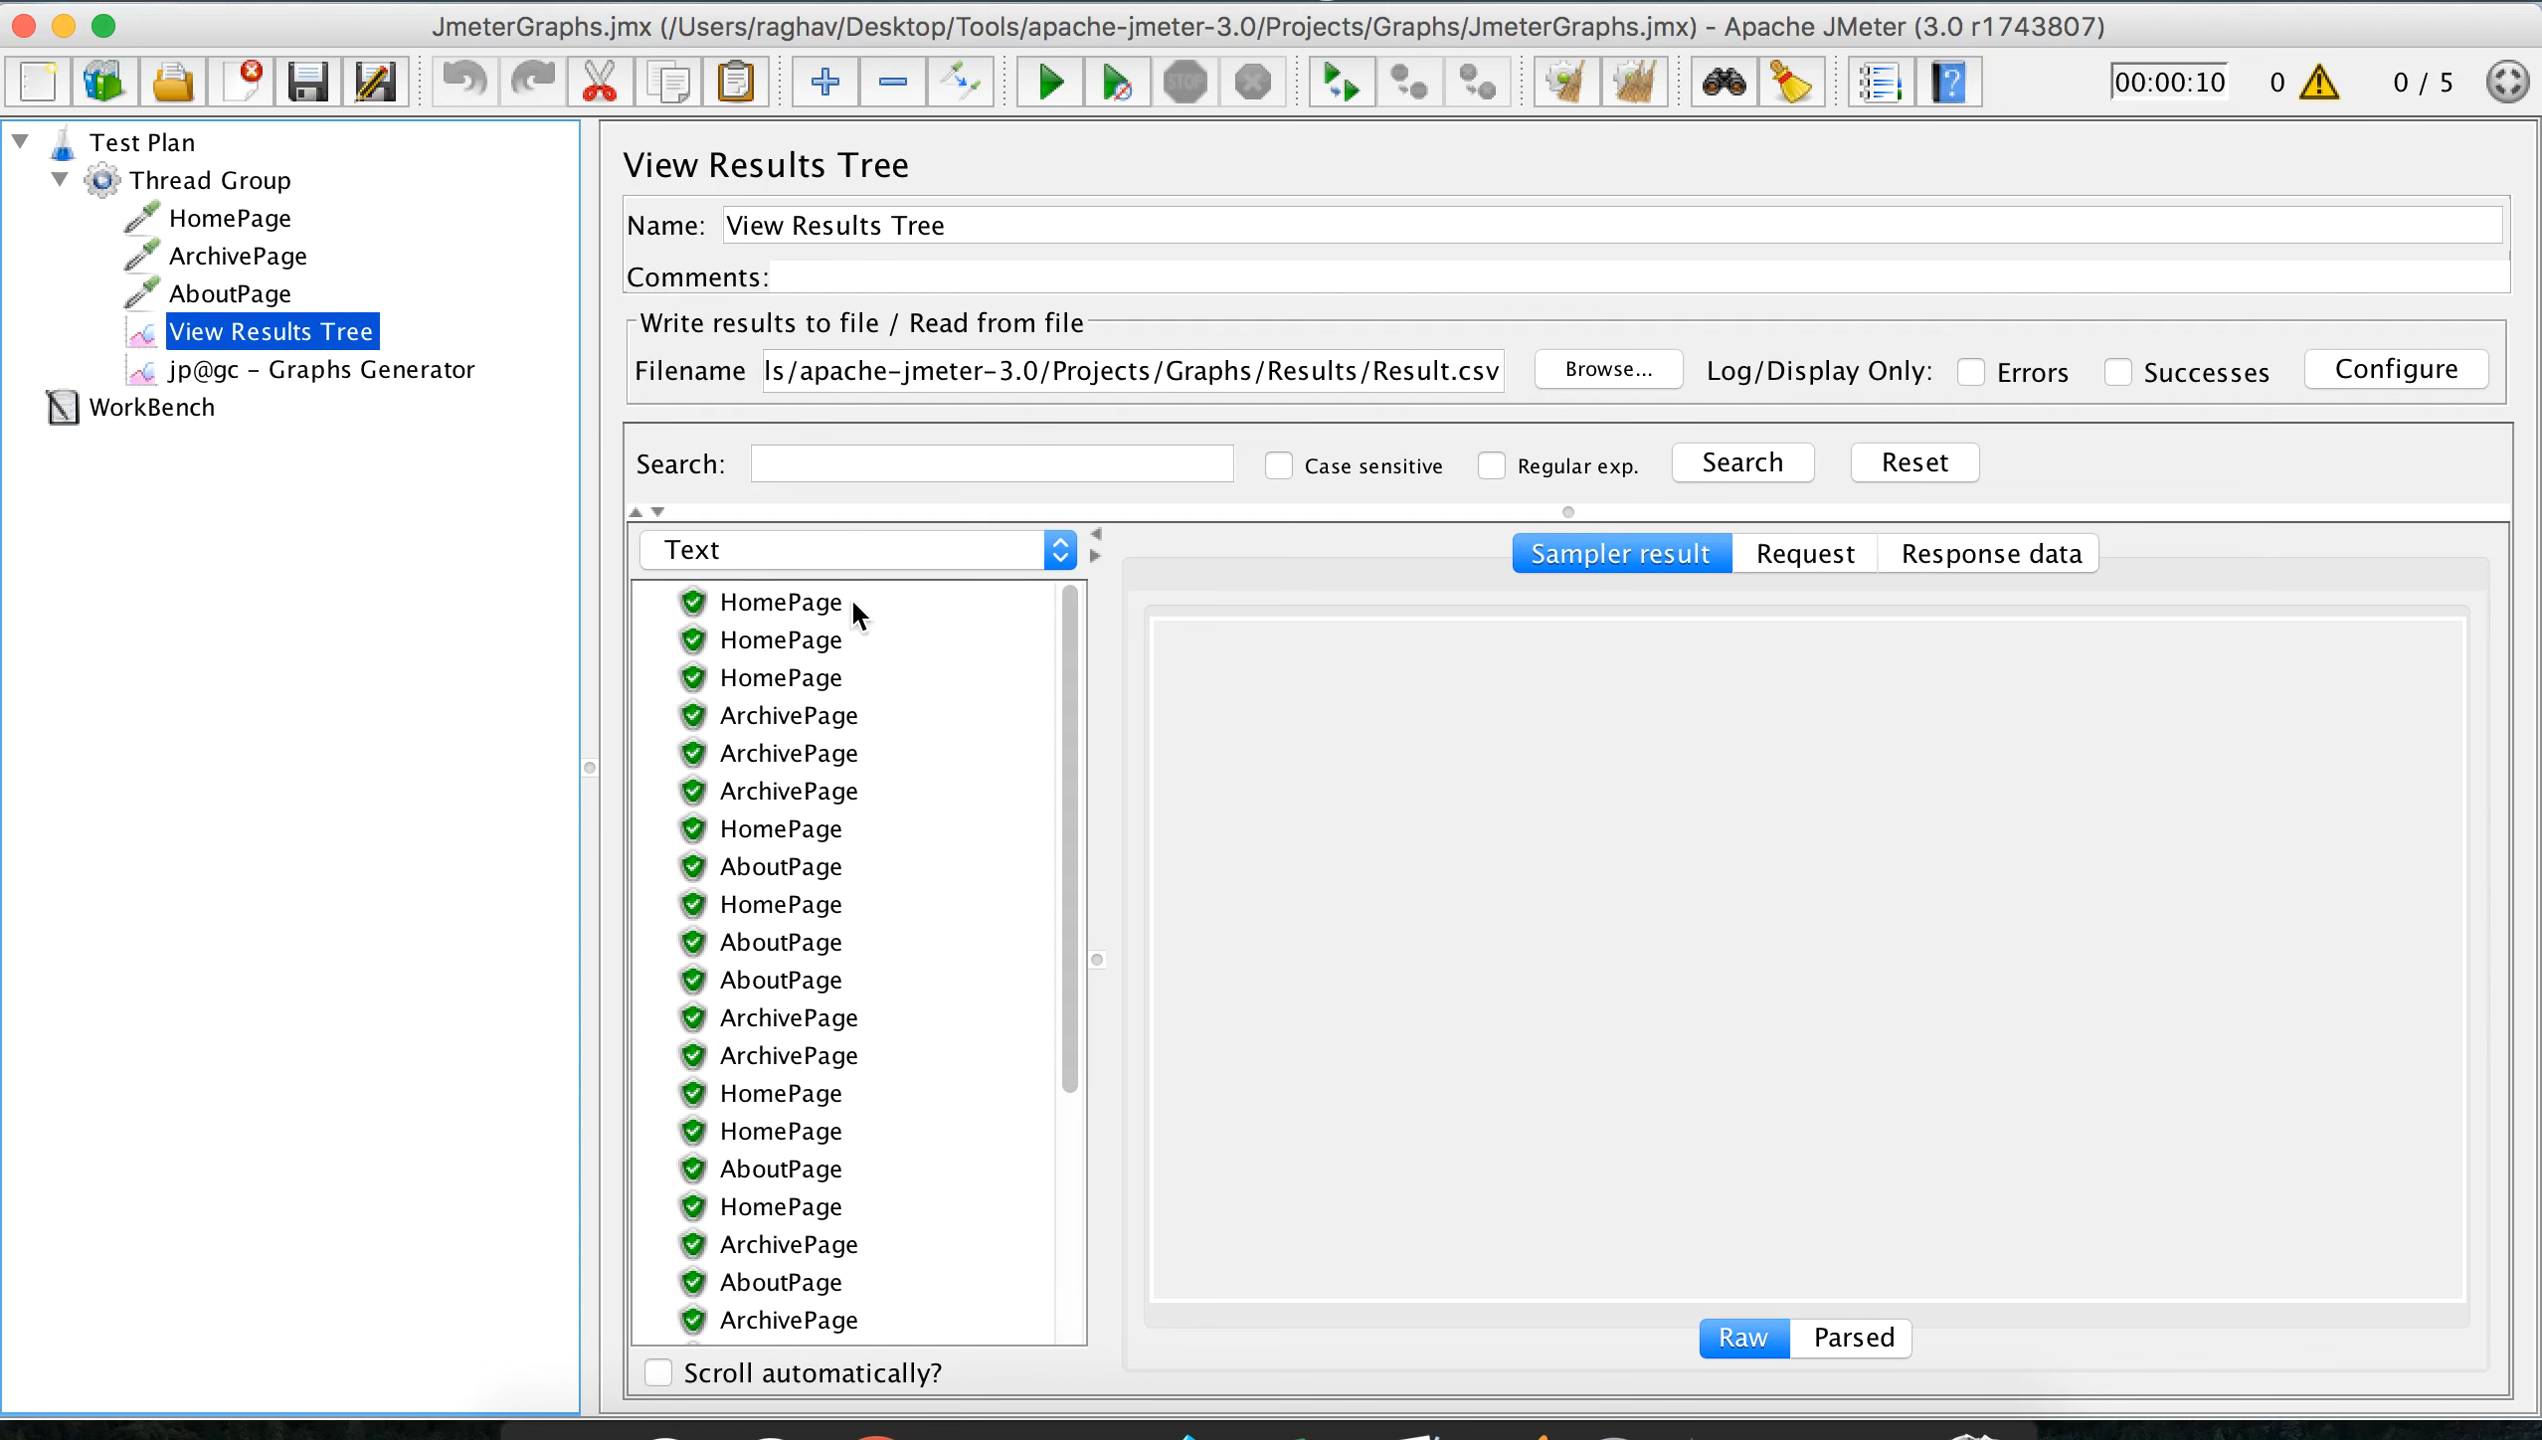 JmeterGraphs.jmx (/Users/raghav/Desktop/Tools/apache-jmeter-3.0/Projects/Graphs/JmeterGraphs.jmx) - Apache JMeter (3.0 r1743807)
STOP
?
00:00:10 0 0 / 5
Test Plan
Thread Group
HomePage
ArchivePage
AboutPage
View Results Tree
jp@gc - Graphs Generator
WorkBench
View Results Tree
Name: View Results Tree
Comments:
Write results to file / Read from file
Filename ls/apache-jmeter-3.0/Projects/Graphs/Results/Result.csv Browse... Log/Display Only: Errors Successes Configure
Search: Case sensitive Regular exp. Search Reset
Text
Sampler result Request Response data
HomePage
HomePage
HomePage
ArchivePage
ArchivePage
ArchivePage
HomePage
AboutPage
HomePage
AboutPage
AboutPage
ArchivePage
ArchivePage
HomePage
HomePage
AboutPage
HomePage
ArchivePage
AboutPage
ArchivePage
Raw Parsed
Scroll automatically?